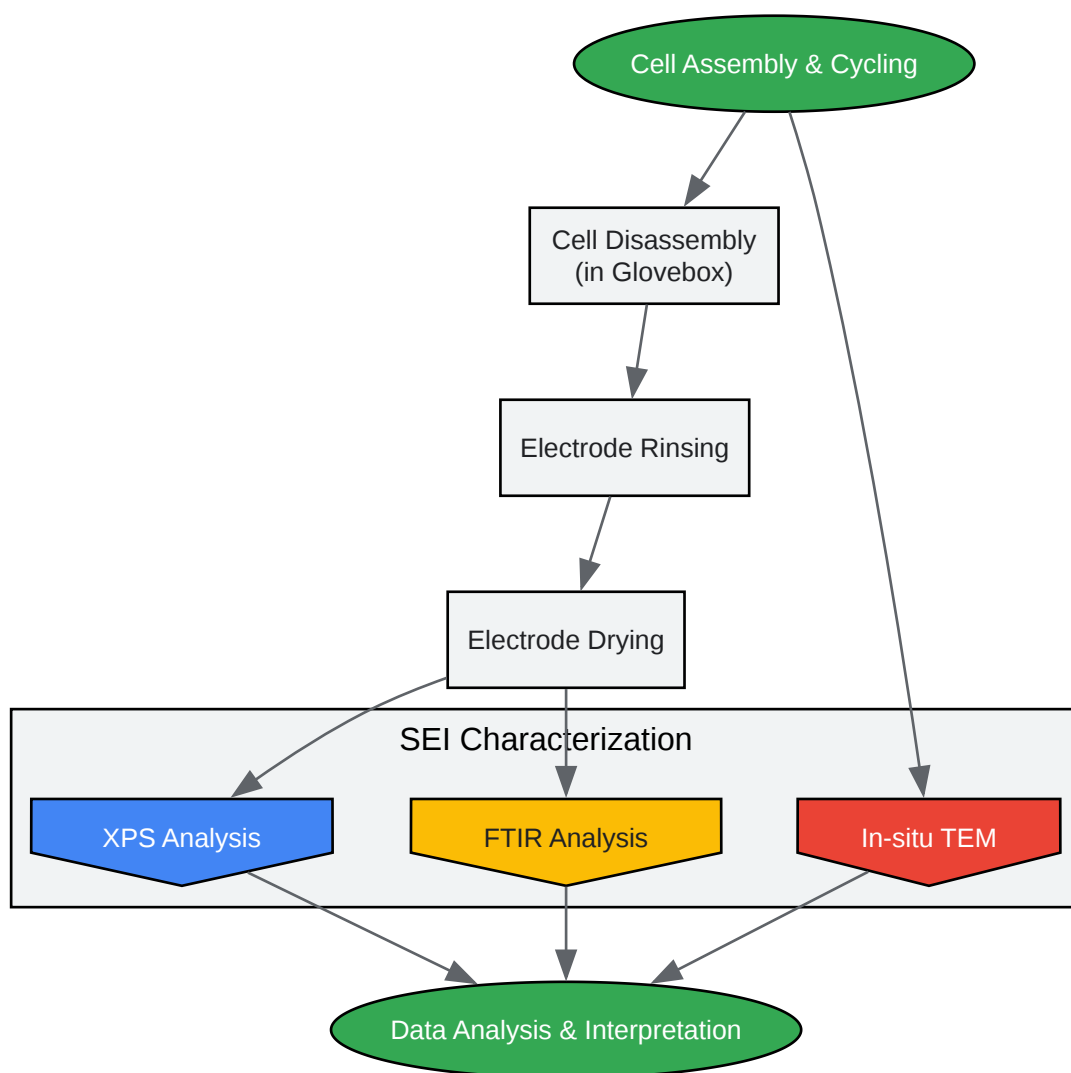 Cell Assembly & Cycling
Cell Disassembly
(in Glovebox)
Electrode Rinsing
Electrode Drying
SEI Characterization
XPS Analysis
FTIR Analysis
In-situ TEM
Data Analysis & Interpretation